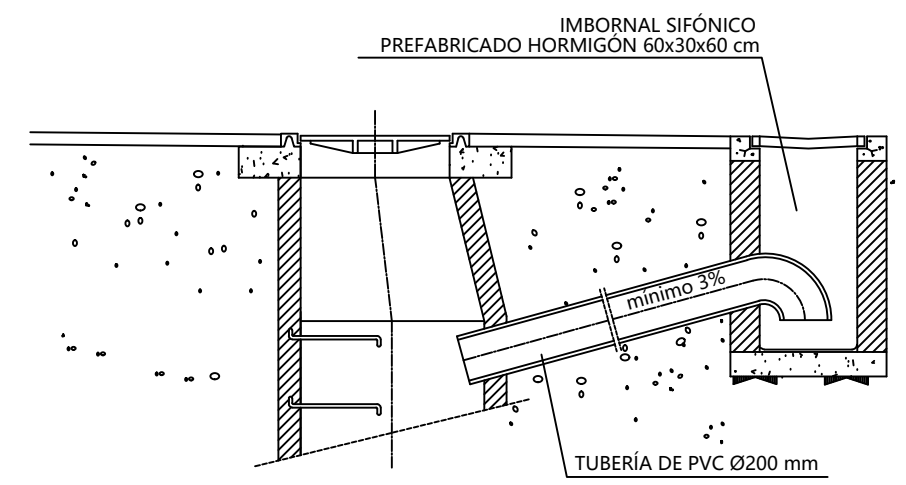 IMBORNAL SIFÓNICO
PREFABRICADO HORMIGÓN 60x30x60 cm
mínimo 3%
TUBERÍA DE PVC Ø200 mm